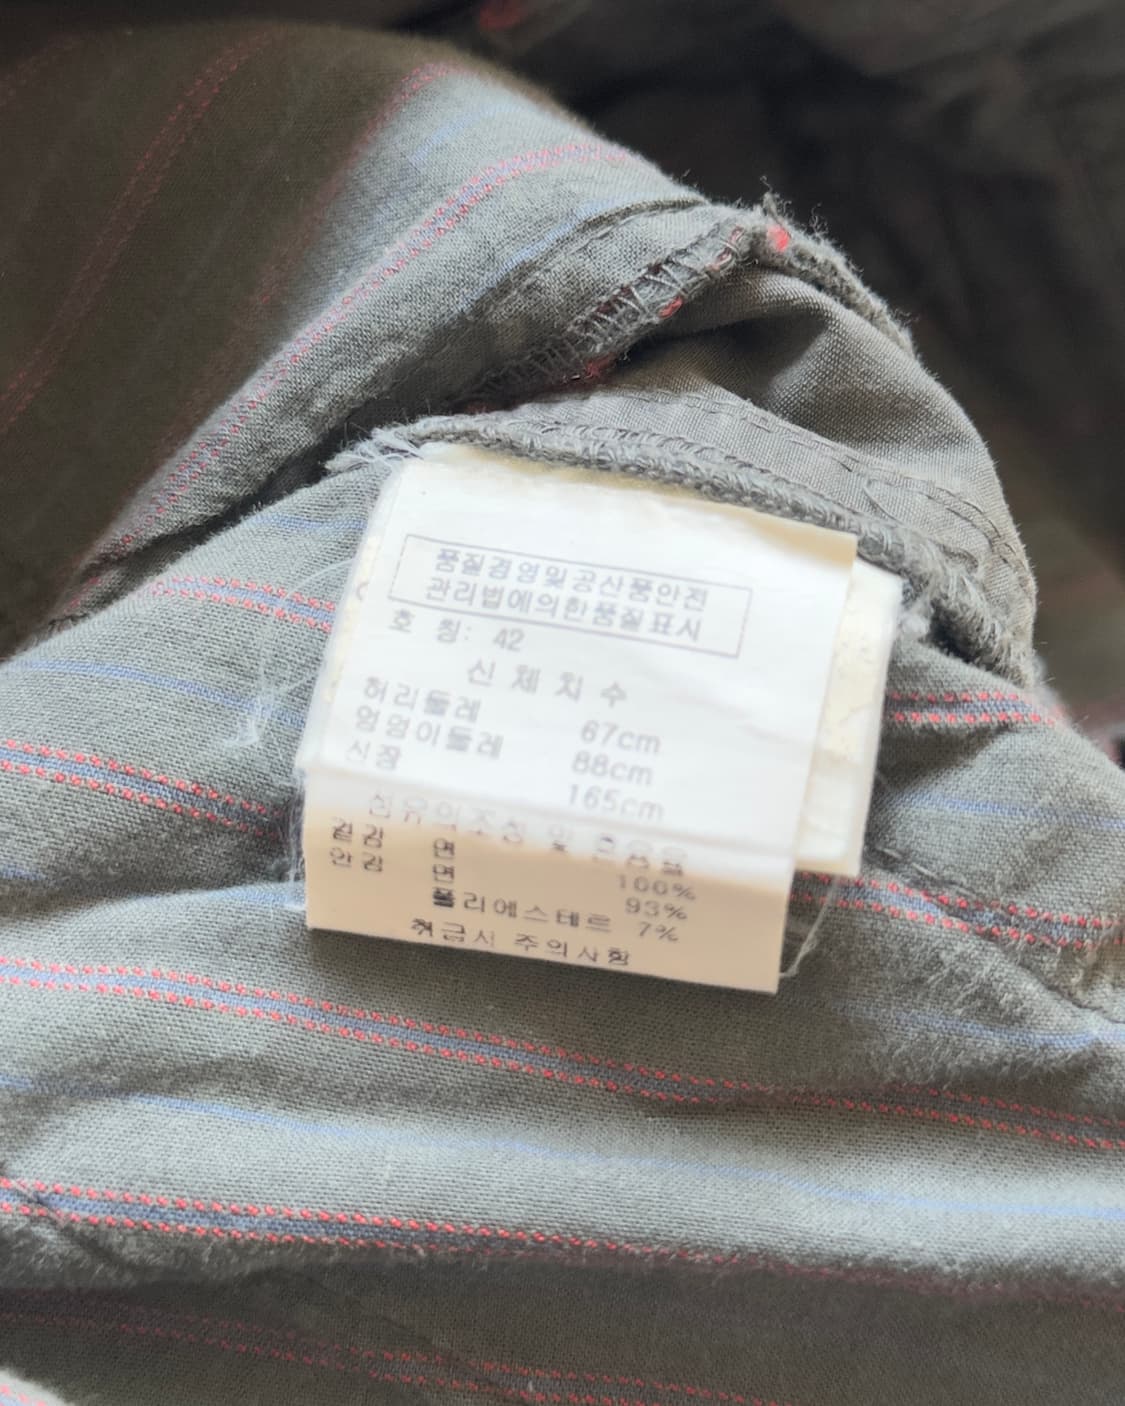 품질경영및공산품안전
관리법에의한품질표시
호 칭: 42
신 체 치 수
허리둘레 67cm
엉덩이둘레 88cm
신장 165cm
섬유의조성 및 혼용율
겉감 면 100%
안감 면 93%
폴리에스테르 7%
취급시 주의사항